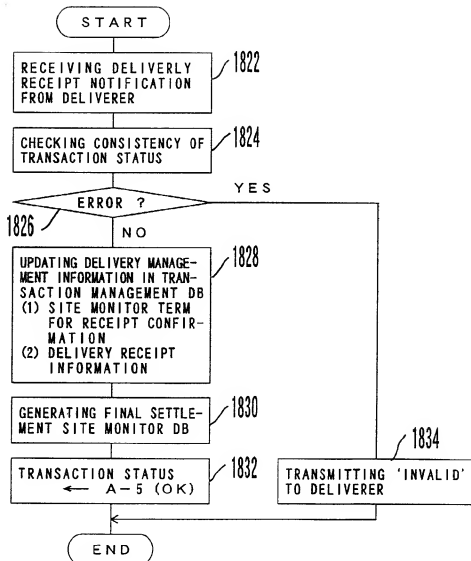 START
RECEIVING DELIVERLY
RECEIPT NOTIFICATION
FROM DELIVERER
1822
CHECKING CONSISTENCY OF
TRANSACTION STATUS
1824
ERROR ?
YES
1826
NO
UPDATING DELIVERY MANAGE-
MENT INFORMATION IN TRAN-
SACTION MANAGEMENT DB
(1) SITE MONITOR TERM
FOR RECEIPT CONFIR-
MATION
(2) DELIVERY RECEIPT
INFORMATION
1828
GENERATING FINAL SETTLE-
MENT SITE MONITOR DB
1830
TRANSACTION STATUS
← A-5 (OK)
1832
TRANSMITTING 'INVALID'
TO DELIVERER
1834
END